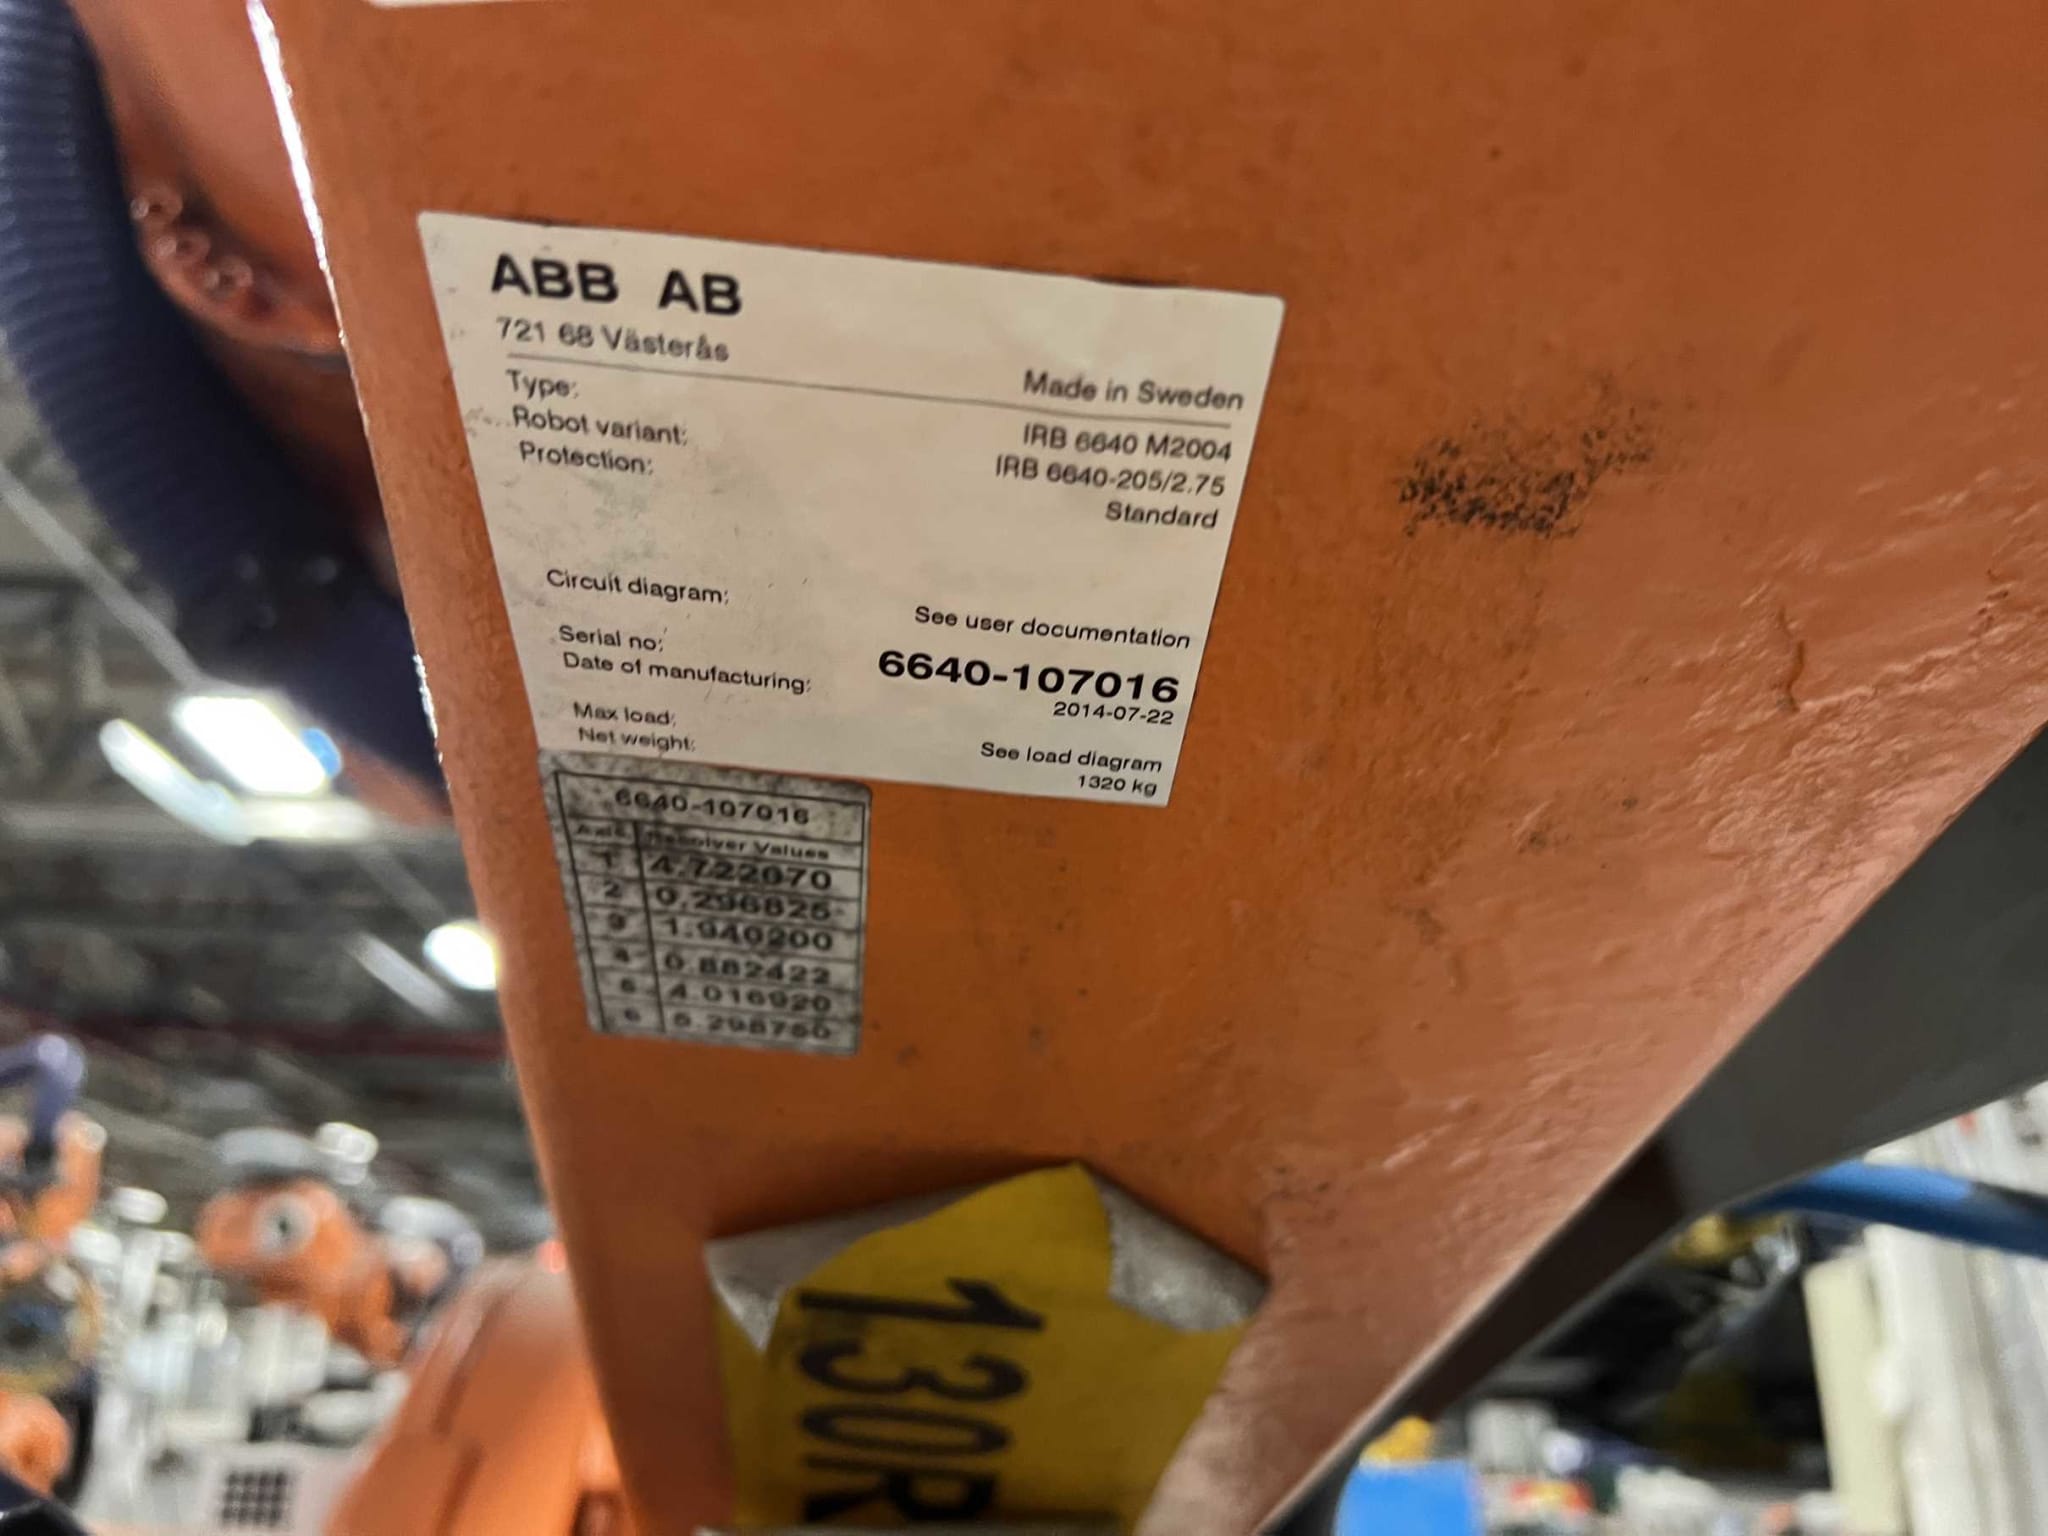 ABB AB
721 68 Västerås
Made in Sweden
Type: IRB 6640 M2004
Robot variant: IRB 6640-205/2.75
Protection: Standard
Circuit diagram: See user documentation
Serial no: 6640-107016
Date of manufacturing: 2014-07-22
Max load: See load diagram
Net weight: 1320 kg
6640-107016
Axis Resolver Values
1 4.722070
2 0.296825
3 1.940200
4 0.882422
5 4.016920
6 5.298750
130R